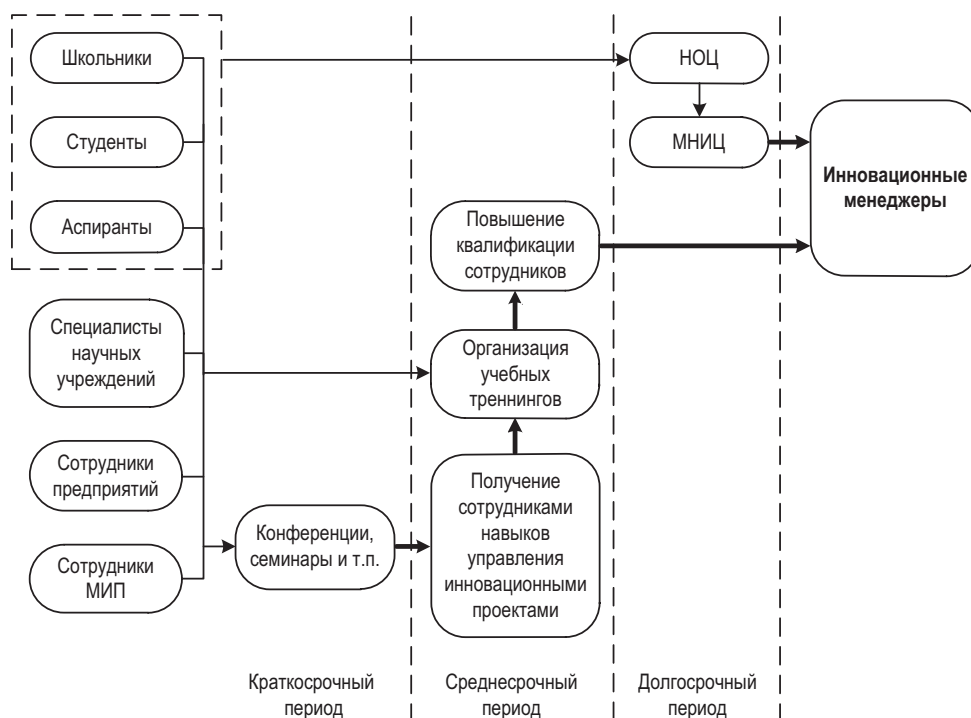 Школьники
Студенты
Аспиранты
Специалисты
научных
учреждений
Сотрудники
предприятий
Сотрудники
МИП
Конференции,
семинары и т.п.
Повышение
квалификации
сотрудников
Организация
учебных
треннингов
Получение
сотрудниками
навыков
управления
инновационными
проектами
НОЦ
МНИЦ
Инновационные
менеджеры
Краткосрочный
период
Среднесрочный
период
Долгосрочный
период